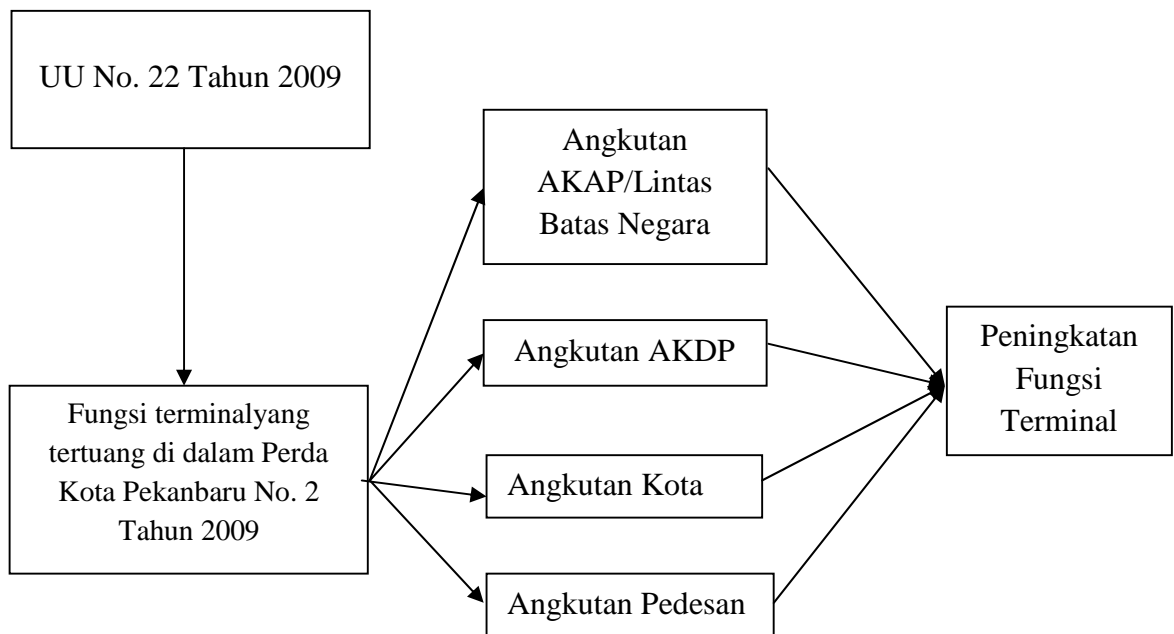 UU No. 22 Tahun 2009
Angkutan
AKAP/Lintas
Batas Negara
Angkutan AKDP
Peningkatan
Fungsi
Terminal
Fungsi terminalyang
tertuang di dalam Perda
Kota Pekanbaru No. 2
Tahun 2009
Angkutan Kota
Angkutan Pedesan